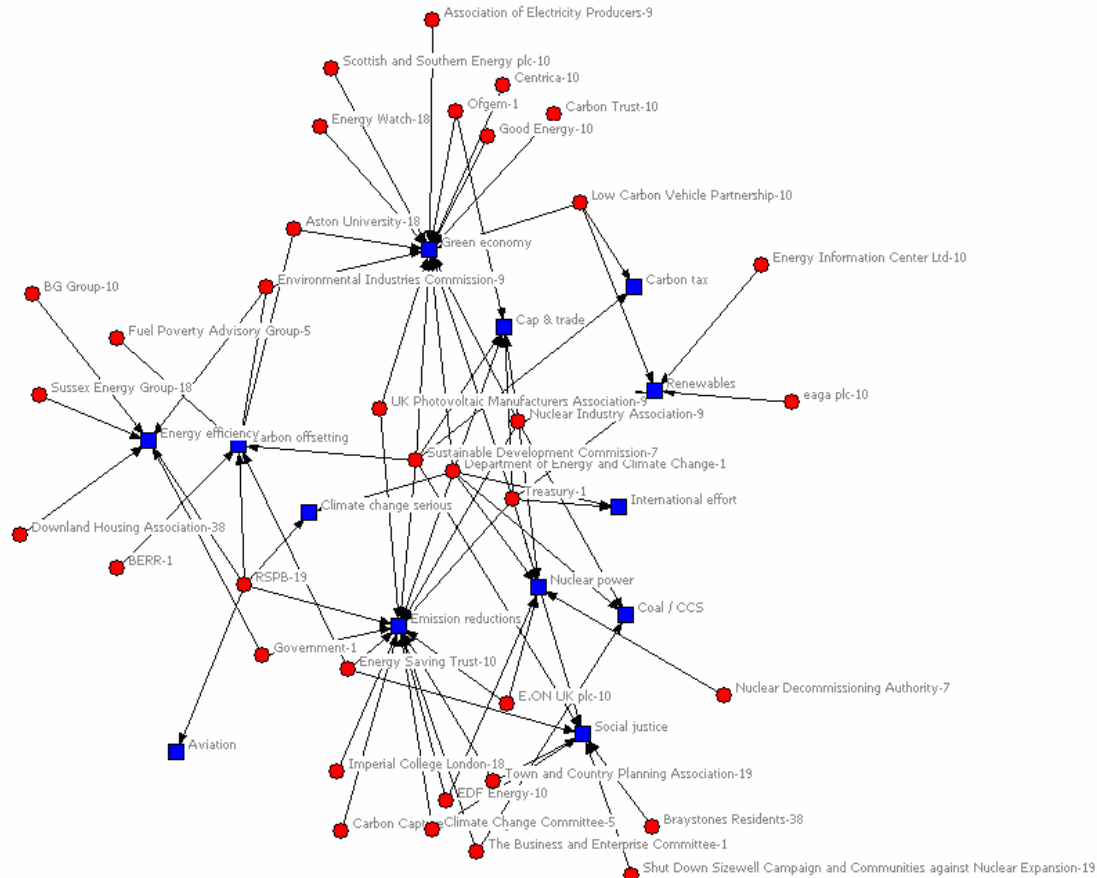 Association of Electricity Producers-9
Scottish and Southern Energy plc-10
Centrica-10
Ofgem-1
Carbon Trust-10
Energy Watch-18
Good Energy-10
Low Carbon Vehicle Partnership-10
Aston University-18
Green economy
Energy Information Center Ltd-10
Environmental Industries Commission-9
Carbon tax
BG Group-10
Cap & trade
Fuel Poverty Advisory Group-5
Renewables
Sussex Energy Group-18
eaga plc-10
UK Photovoltaic Manufacturers Association-9
Nuclear Industry Association-9
Energy efficiency
Carbon offsetting
Sustainable Development Commission-7
Department of Energy and Climate Change-1
Treasury-1
International effort
Climate change serious
Downland Housing Association-38
BERR-1
RSPB-19
Nuclear power
Coal / CCS
Emission reductions
Government-1
Energy Saving Trust-10
E.ON UK plc-10
Nuclear Decommissioning Authority-7
Social justice
Aviation
Imperial College London-18
Town and Country Planning Association-19
EDF Energy-10
Carbon Capture
Climate Change Committee-5
Braystones Residents-38
The Business and Enterprise Committee-1
Shut Down Sizewell Campaign and Communities against Nuclear Expansion-19